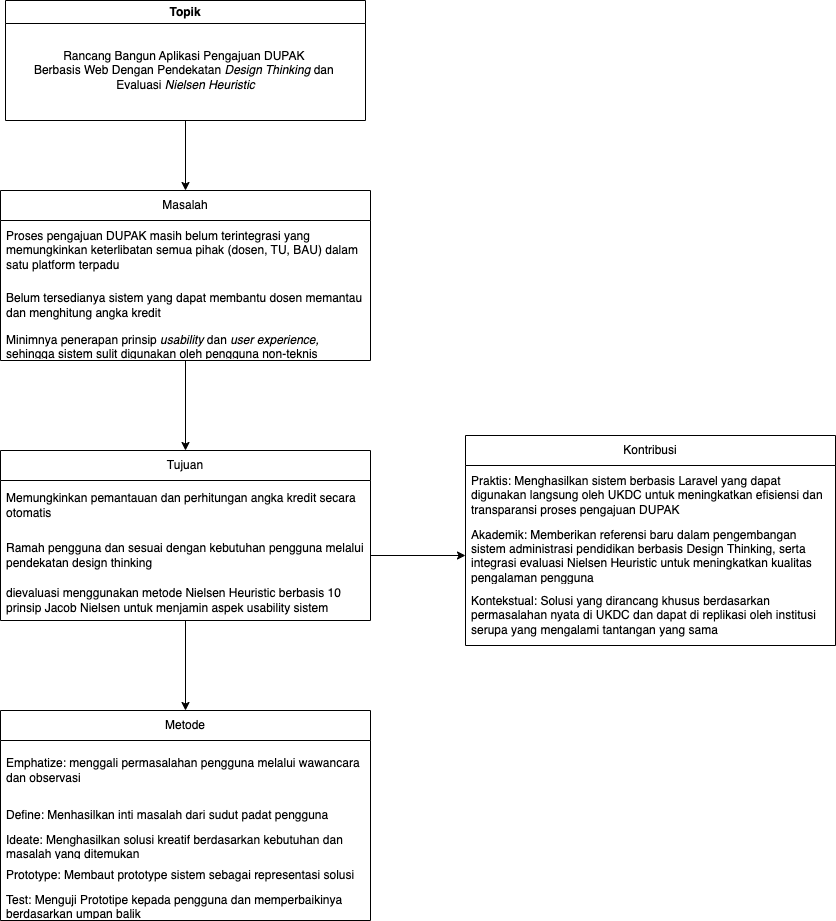 Topik
Rancang Bangun Aplikasi Pengajuan DUPAK
Berbasis Web Dengan Pendekatan Design Thinking dan
Evaluasi Nielsen Heuristic
Masalah
Proses pengajuan DUPAK masih belum terintegrasi yang
memungkinkan keterlibatan semua pihak (dosen, TU, BAU) dalam
satu platform terpadu
Belum tersedianya sistem yang dapat membantu dosen memantau
dan menghitung angka kredit
Minimnya penerapan prinsip usability dan user experience,
sehingga sistem sulit digunakan oleh pengguna non-teknis
Tujuan
Memungkinkan pemantauan dan perhitungan angka kredit secara
otomatis
Ramah pengguna dan sesuai dengan kebutuhan pengguna melalui
pendekatan design thinking
dievaluasi menggunakan metode Nielsen Heuristic berbasis 10
prinsip Jacob Nielsen untuk menjamin aspek usability sistem
Kontribusi
Praktis: Menghasilkan sistem berbasis Laravel yang dapat
digunakan langsung oleh UKDC untuk meningkatkan efisiensi dan
transparansi proses pengajuan DUPAK
Akademik: Memberikan referensi baru dalam pengembangan
sistem administrasi pendidikan berbasis Design Thinking, serta
integrasi evaluasi Nielsen Heuristic untuk meningkatkan kualitas
pengalaman pengguna
Kontekstual: Solusi yang dirancang khusus berdasarkan
permasalahan nyata di UKDC dan dapat di replikasi oleh institusi
serupa yang mengalami tantangan yang sama
Metode
Emphatize: menggali permasalahan pengguna melalui wawancara
dan observasi
Define: Menhasilkan inti masalah dari sudut padat pengguna
Ideate: Menghasilkan solusi kreatif berdasarkan kebutuhan dan
masalah yang ditemukan
Prototype: Membaut prototype sistem sebagai representasi solusi
Test: Menguji Prototipe kepada pengguna dan memperbaikinya
berdasarkan umpan balik